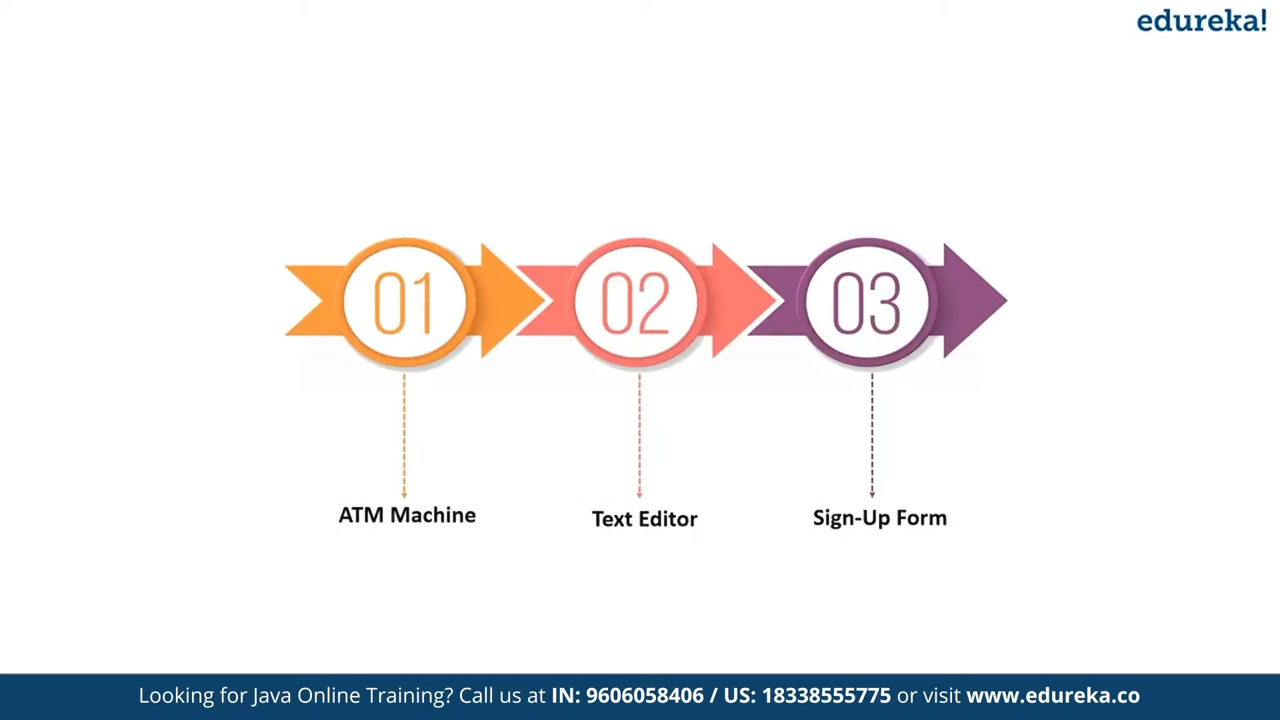 edureka!
01
02
03
ATM Machine
Text Editor
Sign-Up Form
Looking for Java Online Training? Call us at IN: 9606058406 / US: 18338555775 or visit www.edureka.co